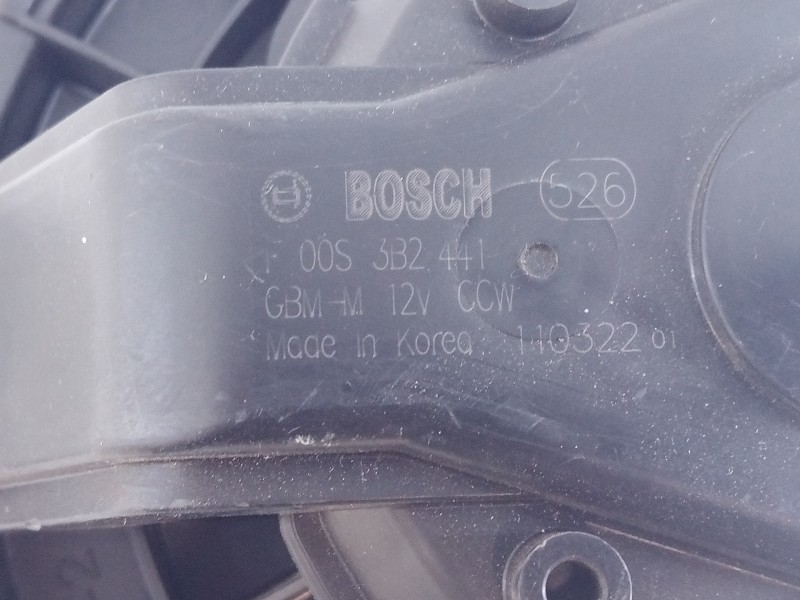 BOSCH 526
F 00S 3B2 441
GBM-M 12V CCW
Made in Korea 110322 01